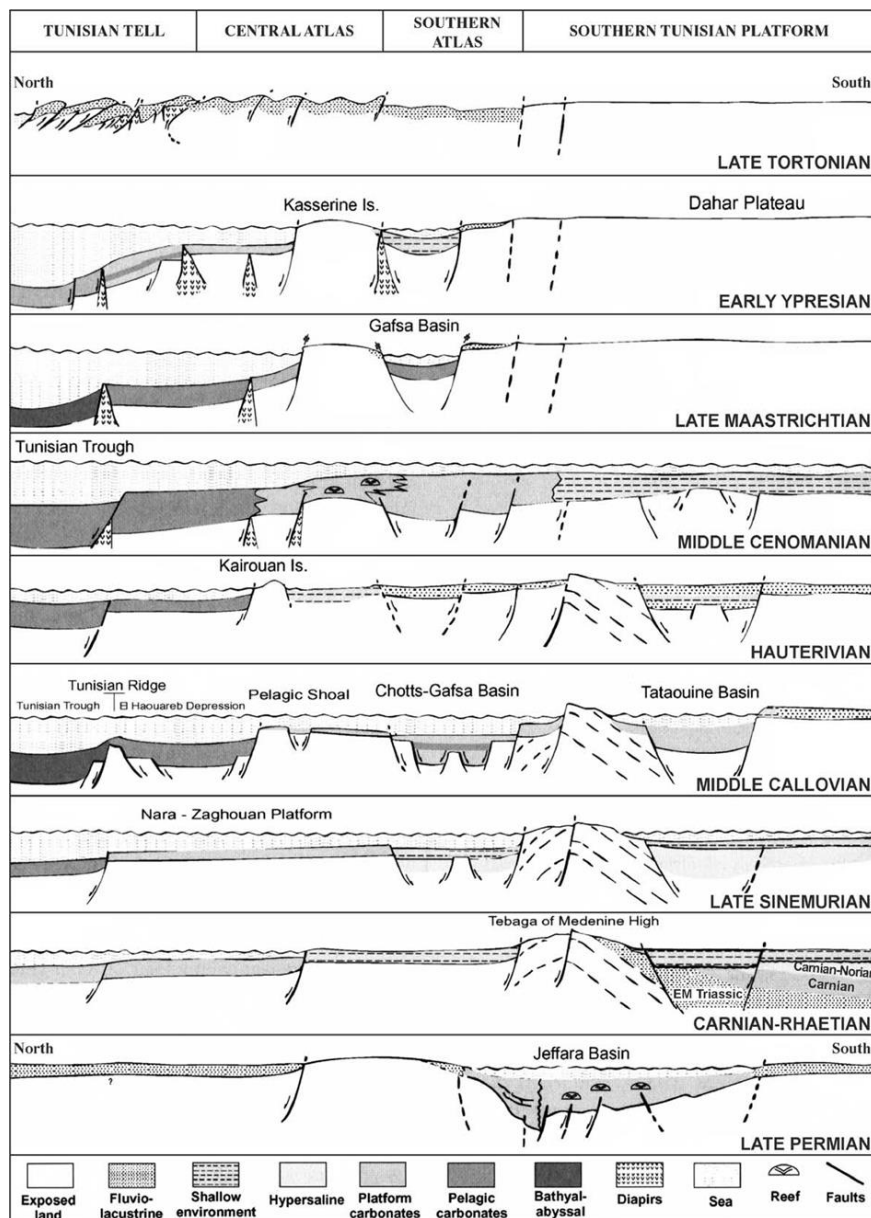 TUNISIAN TELL
CENTRAL ATLAS
SOUTHERN
ATLAS
SOUTHERN TUNISIAN PLATFORM
North
South
LATE TORTONIAN
Kasserine Is.
Dahar Plateau
EARLY YPRESIAN
Gafsa Basin
LATE MAASTRICHTIAN
Tunisian Trough
MIDDLE CENOMANIAN
Kairouan Is.
HAUTERIVIAN
Tunisian Ridge
Tunisian Trough
El Haouareb Depression
Pelagic Shoal
Chotts-Gafsa Basin
Tataouine Basin
MIDDLE CALLOVIAN
Nara - Zaghouan Platform
LATE SINEMURIAN
Tebaga of Medenine High
Carnian-Norian
Carnian
EM Triassic
CARNIAN-RHAETIAN
North
South
Jeffara Basin
?
LATE PERMIAN
Exposed
land
Fluvio-
lacustrine
Shallow
environment
Hypersaline
Platform
carbonates
Pelagic
carbonates
Bathyal-
abyssal
Diapirs
Sea
Reef
Faults